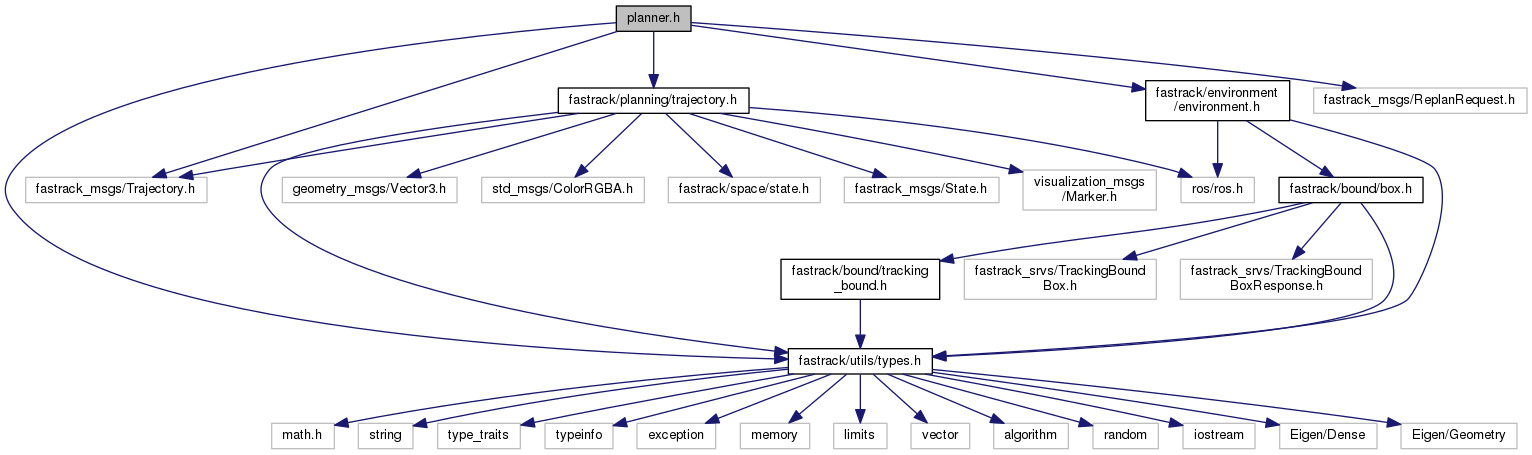 planner.h
fastrack/planning/trajectory.h
fastrack/environment
/environment.h
fastrack_msgs/ReplanRequest.h
fastrack_msgs/Trajectory.h
geometry_msgs/Vector3.h
std_msgs/ColorRGBA.h
fastrack/space/state.h
fastrack_msgs/State.h
visualization_msgs
/Marker.h
ros/ros.h
fastrack/bound/box.h
fastrack/bound/tracking
_bound.h
fastrack_srvs/TrackingBound
Box.h
fastrack_srvs/TrackingBound
BoxResponse.h
fastrack/utils/types.h
math.h
string
type_traits
typeinfo
exception
memory
limits
vector
algorithm
random
iostream
Eigen/Dense
Eigen/Geometry